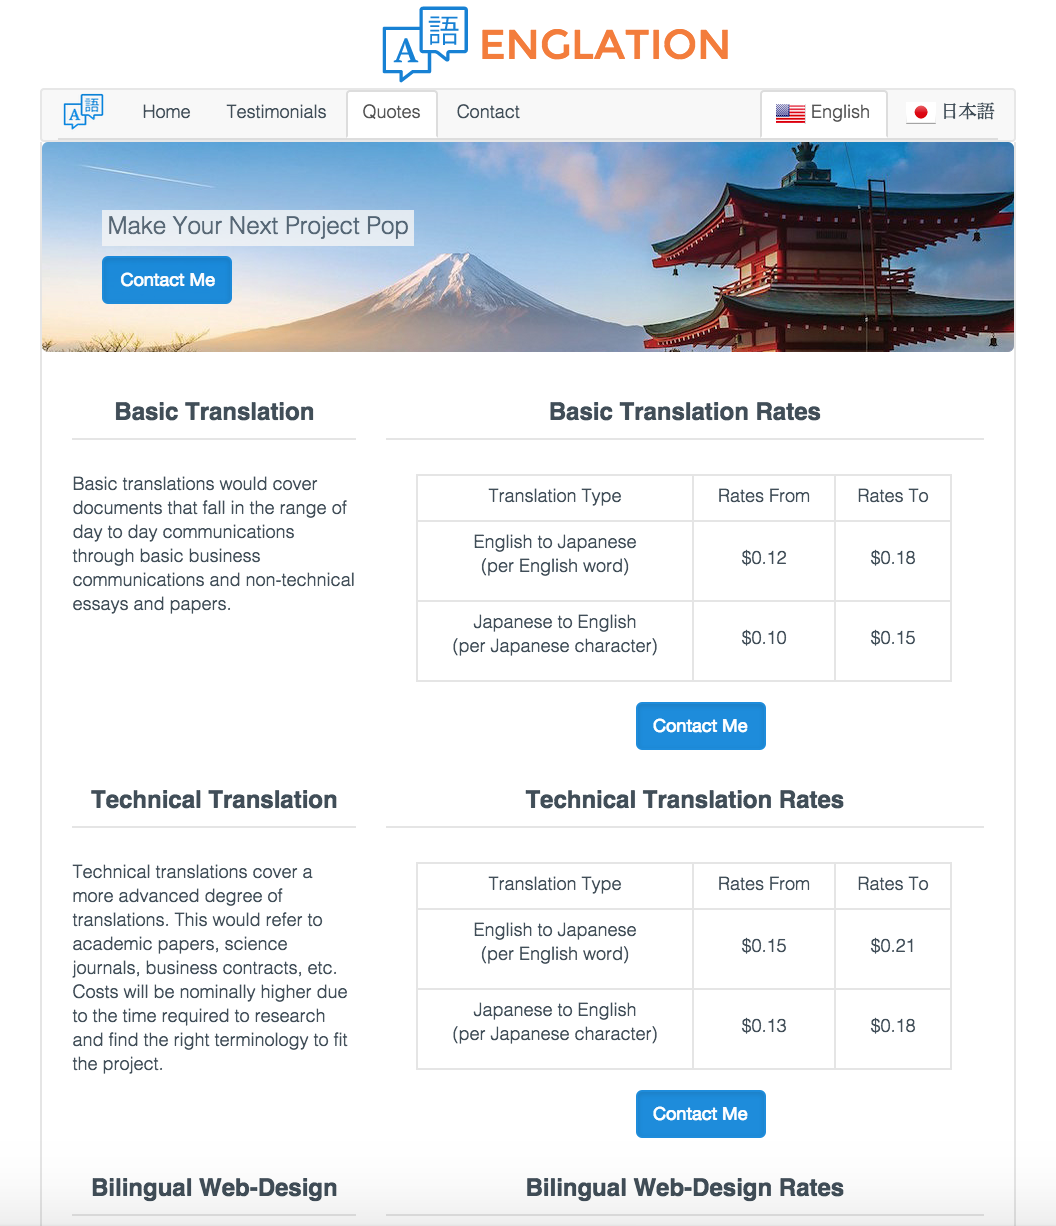 A 語 ENGLATION
A 語 Home Testimonials Quotes Contact English 日本語
Make Your Next Project Pop
Contact Me
Basic Translation
Basic translations would cover
documents that fall in the range of
day to day communications
through basic business
communications and non-technical
essays and papers.
Basic Translation Rates
Translation Type Rates From Rates To
English to Japanese
(per English word) $0.12 $0.18
Japanese to English
(per Japanese character) $0.10 $0.15
Contact Me
Technical Translation
Technical translations cover a
more advanced degree of
translations. This would refer to
academic papers, science
journals, business contracts, etc.
Costs will be nominally higher due
to the time required to research
and find the right terminology to fit
the project.
Technical Translation Rates
Translation Type Rates From Rates To
English to Japanese
(per English word) $0.15 $0.21
Japanese to English
(per Japanese character) $0.13 $0.18
Contact Me
Bilingual Web-Design
Bilingual Web-Design Rates